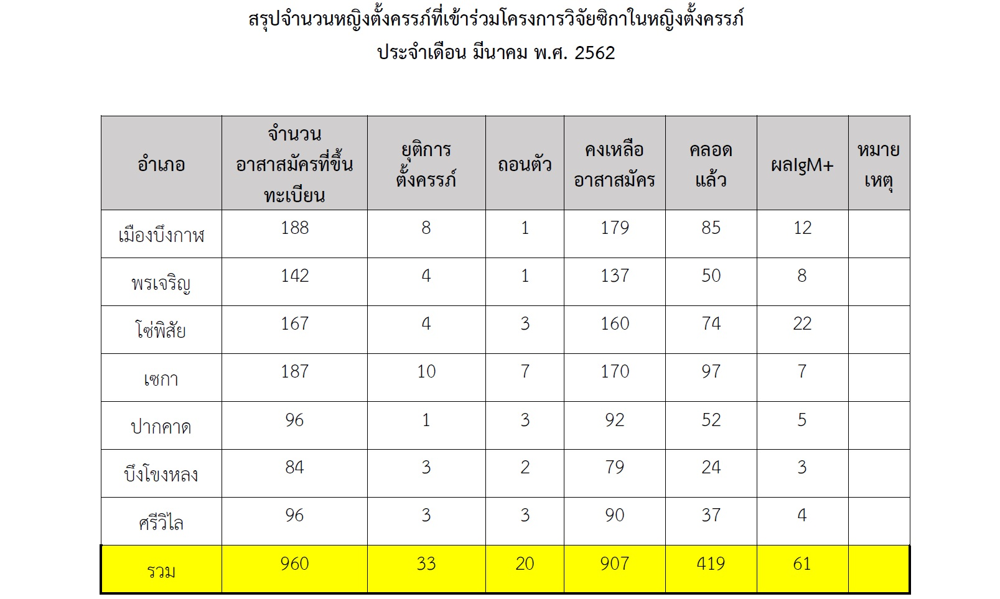 สรุปจำนวนหญิงตั้งครรภ์ที่เข้าร่วมโครงการวิจัยซิกาในหญิงตั้งครรภ์
ประจำเดือน มีนาคม พ.ศ. 2562
อำเภอ จำนวน อาสาสมัครที่ขึ้น ทะเบียน ยุติการ ตั้งครรภ์ ถอนตัว คงเหลือ อาสาสมัคร คลอด แล้ว ผลIgM+ หมาย เหตุ
เมืองบึงกาฬ 188 8 1 179 85 12
พรเจริญ 142 4 1 137 50 8
โซ่พิสัย 167 4 3 160 74 22
เซกา 187 10 7 170 97 7
ปากคาด 96 1 3 92 52 5
บึงโขงหลง 84 3 2 79 24 3
ศรีวิไล 96 3 3 90 37 4
รวม 960 33 20 907 419 61